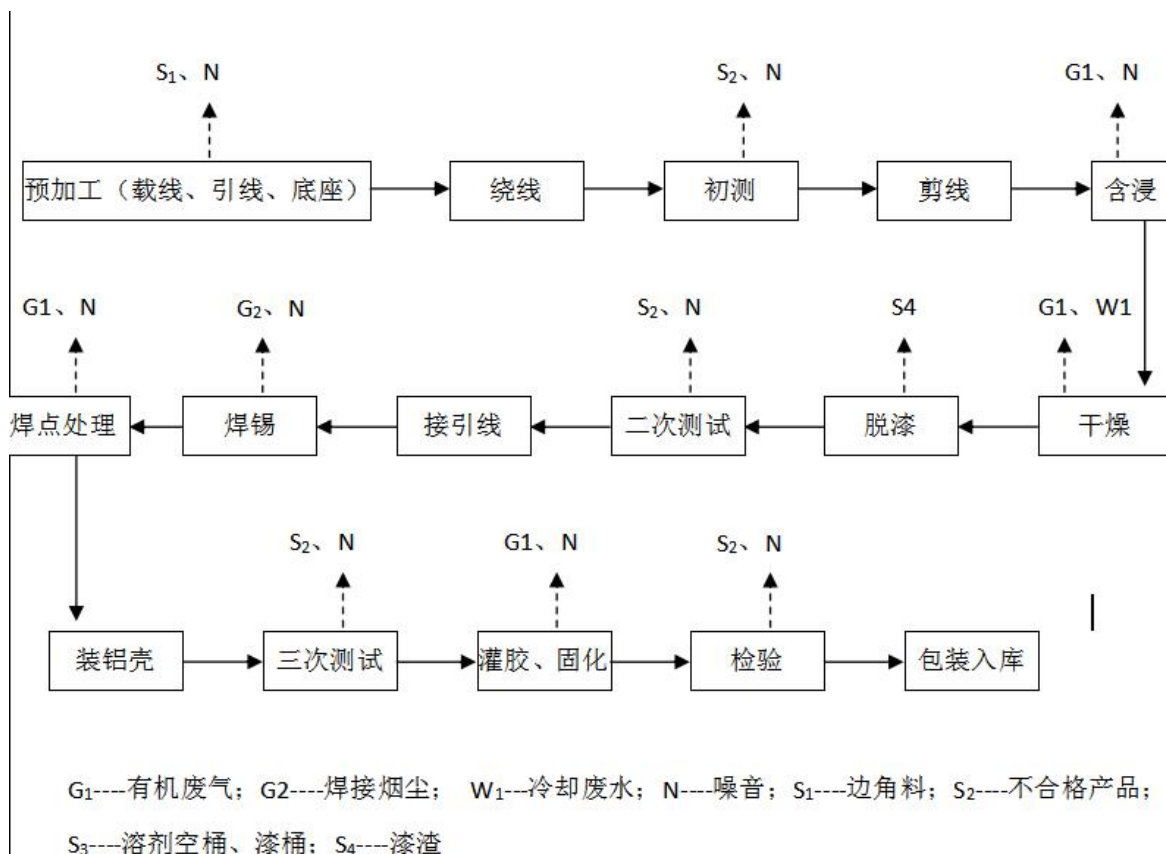 S₁、N S₂、N G1、N
预加工（载线、引线、底座） 绕线 初测 剪线 含浸
G1、N G₂、N S₂、N S4 G1、W1
焊点处理 焊锡 接引线 二次测试 脱漆 干燥
S₂、N G1、N S₂、N
装铝壳 三次测试 灌胶、固化 检验 包装入库
G₁----有机废气；G2----焊接烟尘； W₁---冷却废水；N----噪音；S₁----边角料；S₂----不合格产品；
S₃----溶剂空桶、漆桶；S₄----漆渣